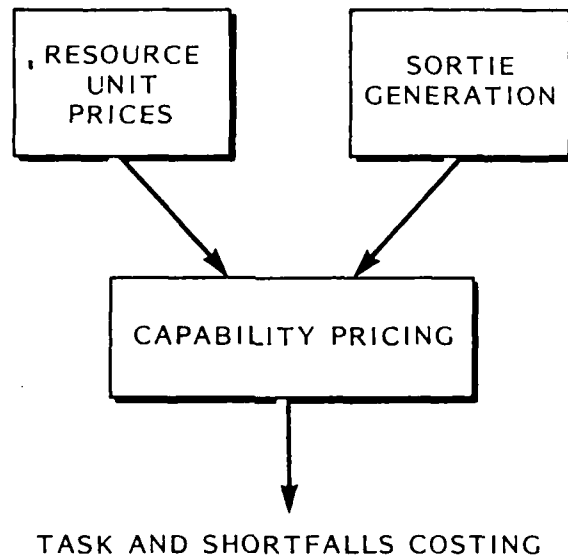 RESOURCE
UNIT
PRICES
SORTIE
GENERATION
CAPABILITY PRICING
TASK AND SHORTFALLS COSTING